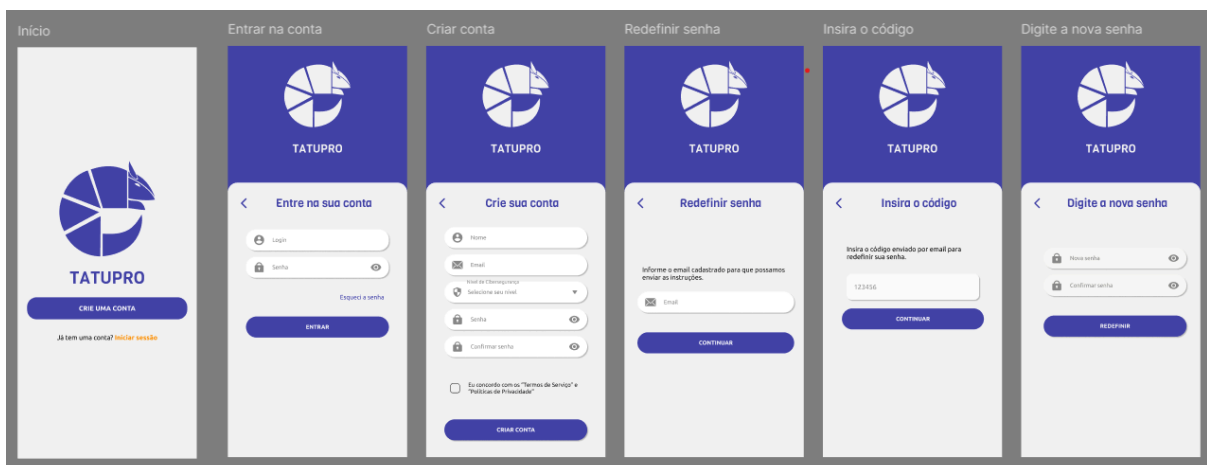 Início
TATUPRO
CRIE UMA CONTA
Já tem uma conta? Iniciar sessão
Entrar na conta
TATUPRO
Entre na sua conta
Login
Senha
Esqueci a senha
ENTRAR
Criar conta
TATUPRO
Crie sua conta
Nome
Email
Nível de Cibersegurança
Selecione seu nível
Senha
Confirmar senha
Eu concordo com os "Termos de Serviço" e
"Políticas de Privacidade"
CRIAR CONTA
Redefinir senha
TATUPRO
Redefinir senha
Informe o email cadastrado para que possamos
enviar as instruções.
Email
CONTINUAR
Insira o código
TATUPRO
Insira o código
Insira o código enviado por email para
redefinir sua senha.
123456
CONTINUAR
Digite a nova senha
TATUPRO
Digite a nova senha
Nova senha
Confirmar senha
REDEFINIR